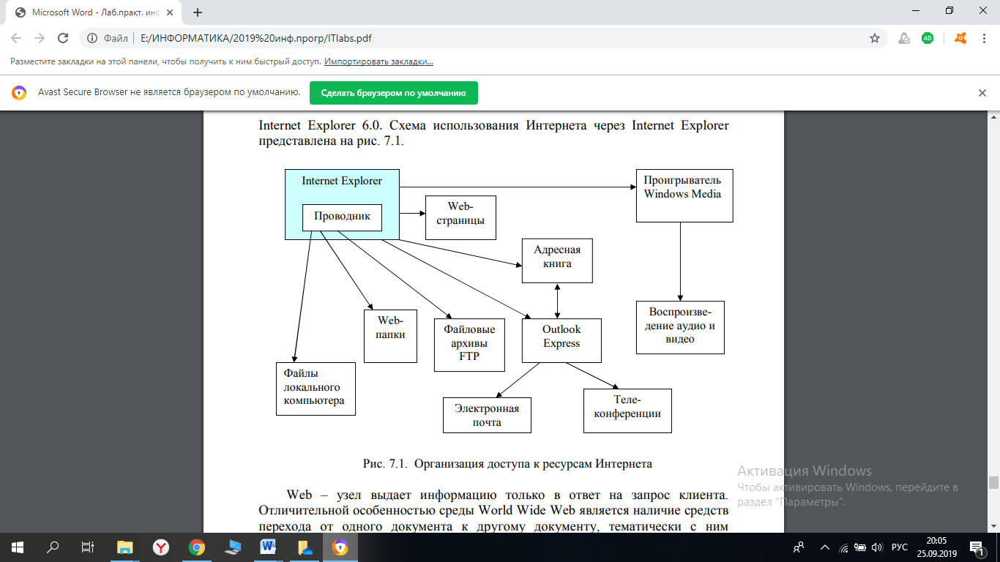 Microsoft Word - Лаб.практ. инф
Файл
E:/ИНФОРМАТИКА/2019%20инф.прогр/ITlabs.pdf
AD
Разместите закладки на этой панели, чтобы получить к ним быстрый доступ. Импортировать закладки...
Avast Secure Browser не является браузером по умолчанию.
Сделать браузером по умолчанию
Internet Explorer 6.0. Схема использования Интернета через Internet Explorer
представлена на рис. 7.1.
Internet Explorer
Проводник
Web-
страницы
Проигрыватель
Windows Media
Адресная
книга
Web-
папки
Файловые
архивы
FTP
Outlook
Express
Воспроизве-
дение аудио и
видео
Файлы
локального
компьютера
Электронная
почта
Теле-
конференции
Рис. 7.1. Организация доступа к ресурсам Интернета
Web – узел выдает информацию только в ответ на запрос клиента.
Отличительной особенностью среды World Wide Web является наличие средств
перехода от одного документа к другому документу, тематически с ним
Активация Windows
Чтобы активировать Windows, перейдите в
раздел "Параметры".
РУС
20:05
25.09.2019
1